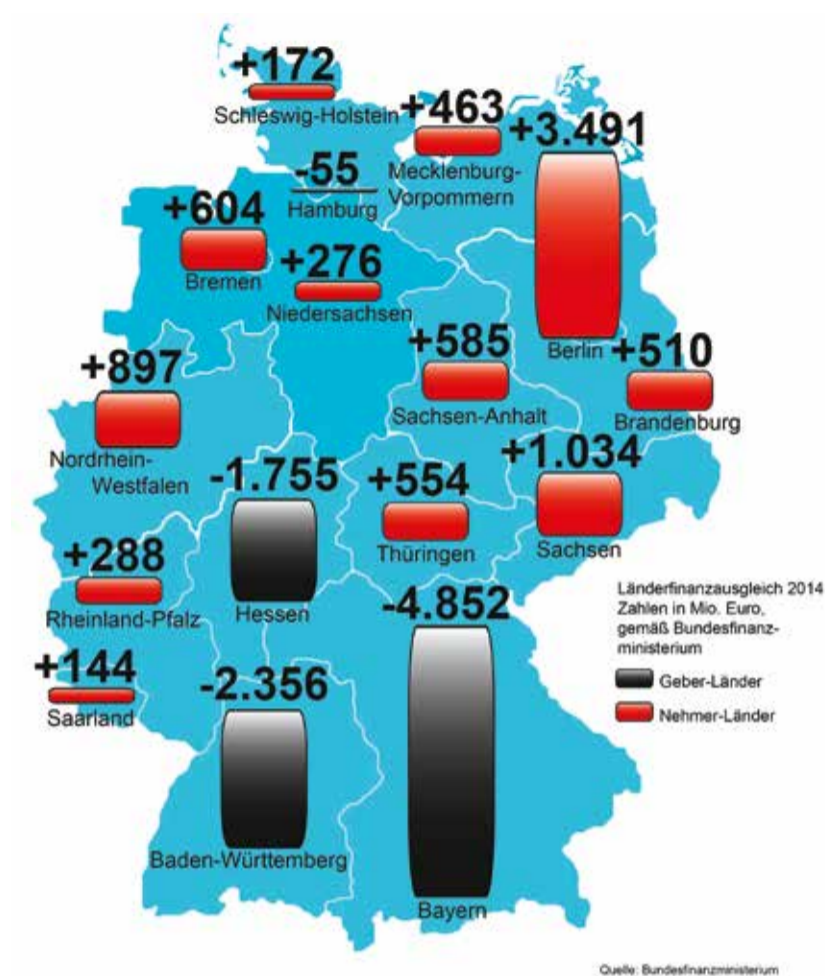 +172
Schleswig-Holstein
+463
Mecklenburg-
Vorpommern
+3.491
Berlin
-55
Hamburg
+604
Bremen
+276
Niedersachsen
+585
Sachsen-Anhalt
+510
Brandenburg
+897
Nordrhein-
Westfalen
-1.755
Hessen
+554
Thüringen
+1.034
Sachsen
+288
Rheinland-Pfalz
-4.852
Bayern
+144
Saarland
-2.356
Baden-Württemberg
Länderfinanzausgleich 2014
Zahlen in Mio. Euro,
gemäß Bundesfinanz-
ministerium
Geber-Länder
Nehmer-Länder
Quelle: Bundesfinanzministerium